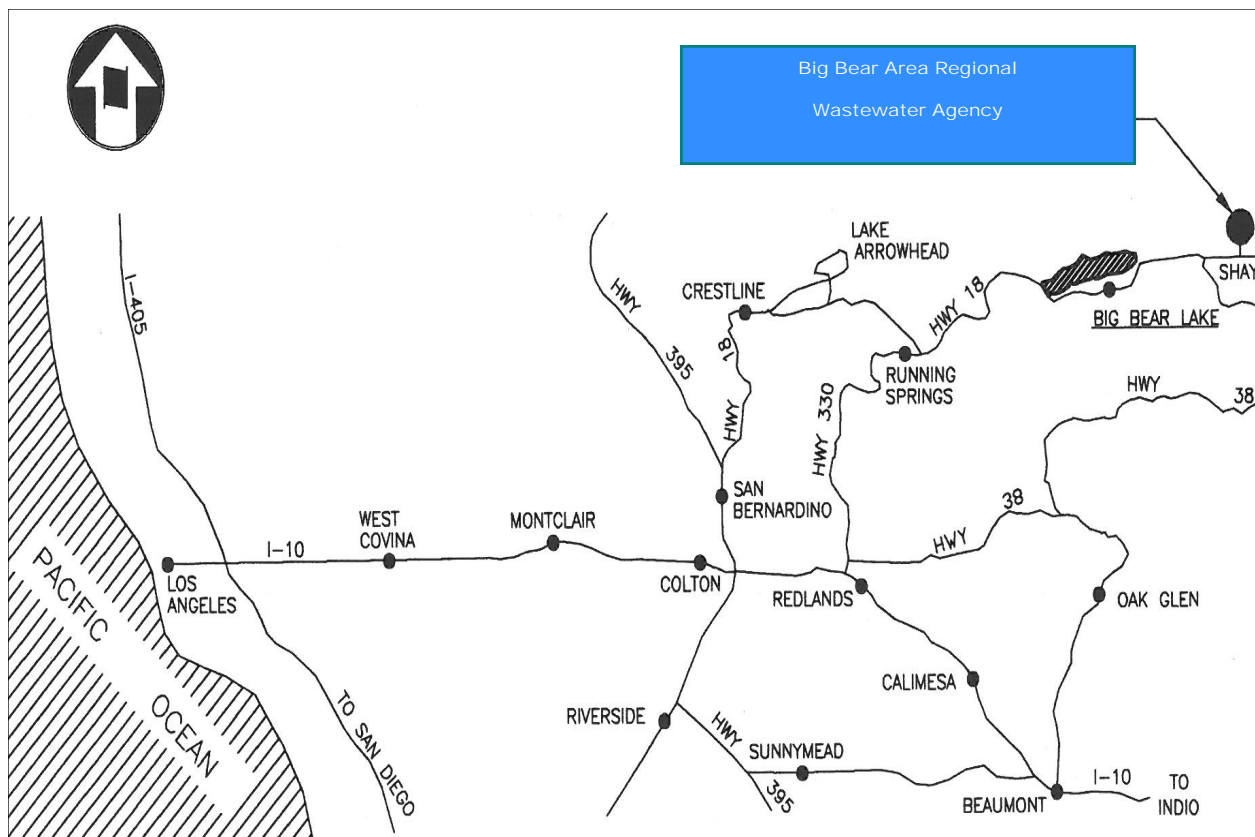 Big Bear Area Regional
Wastewater Agency
LAKE
ARROWHEAD
I-405
HWY
395
CRESTLINE
HWY 18
SHAY
BIG BEAR LAKE
HWY
18
RUNNING
SPRINGS
HWY 330
HWY
38
SAN
BERNARDINO
HWY
38
WEST
COVINA
MONTCLAIR
I-10
LOS
ANGELES
COLTON
REDLANDS
OAK GLEN
PACIFIC
OCEAN
TO SAN DIEGO
RIVERSIDE
CALIMESA
HWY
395
SUNNYMEAD
BEAUMONT
I-10
TO
INDIO